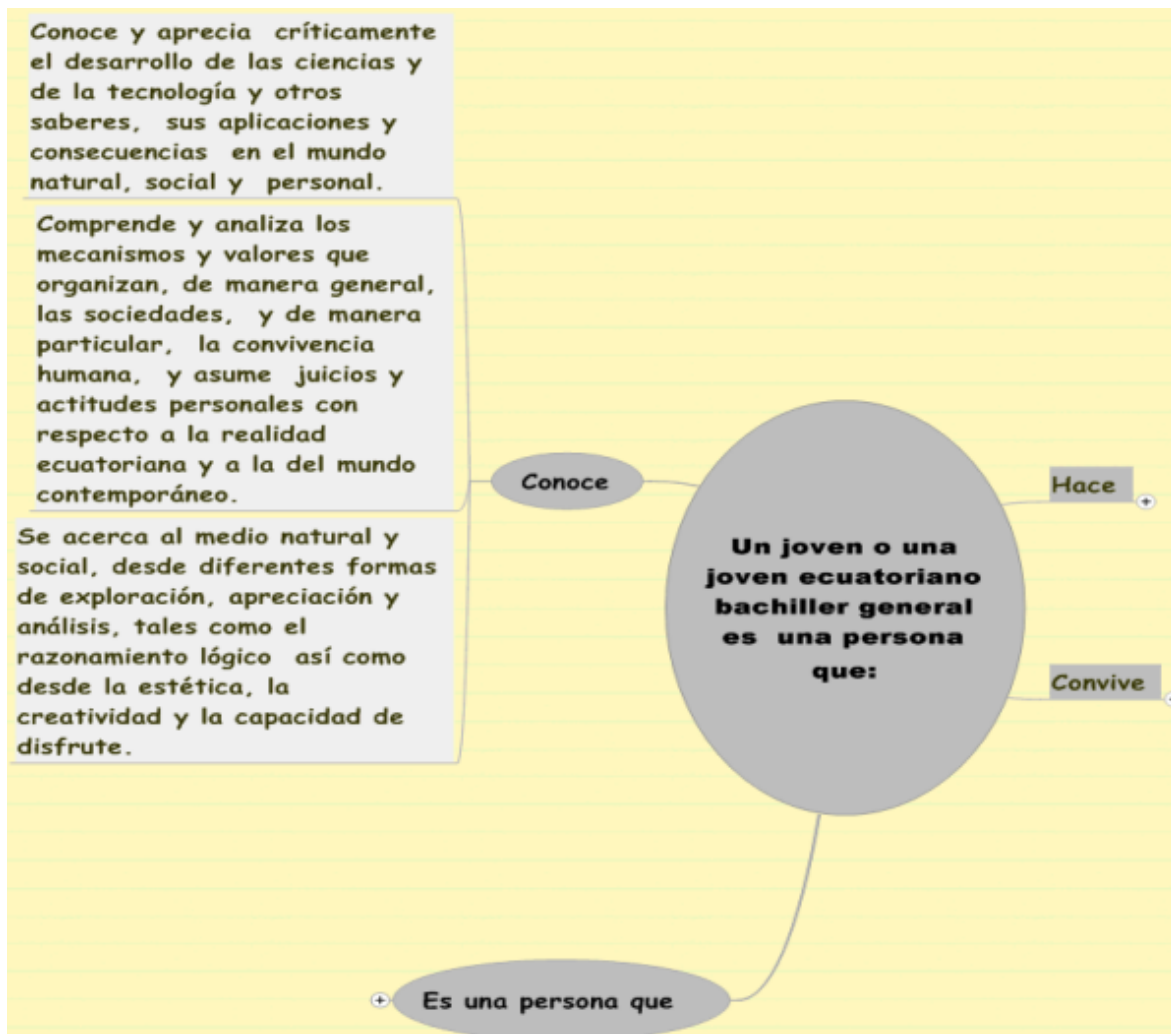 Conoce y aprecia críticamente
el desarrollo de las ciencias y
de la tecnología y otros
saberes, sus aplicaciones y
consecuencias en el mundo
natural, social y personal.
Comprende y analiza los
mecanismos y valores que
organizan, de manera general,
las sociedades, y de manera
particular, la convivencia
humana, y asume juicios y
actitudes personales con
respecto a la realidad
ecuatoriana y a la del mundo
contemporáneo.
Se acerca al medio natural y
social, desde diferentes formas
de exploración, apreciación y
análisis, tales como el
razonamiento lógico así como
desde la estética, la
creatividad y la capacidad de
disfrute.
Conoce
Un joven o una
joven ecuatoriano
bachiller general
es una persona
que:
Hace
Convive
Es una persona que